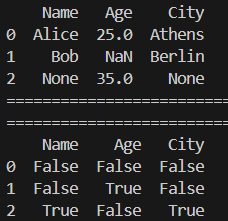 Name   Age    City
0  Alice  25.0  Athens
1    Bob   NaN  Berlin
2   None  35.0    None
==========================
==========================
    Name    Age   City
0  False  False  False
1  False   True  False
2   True  False   True